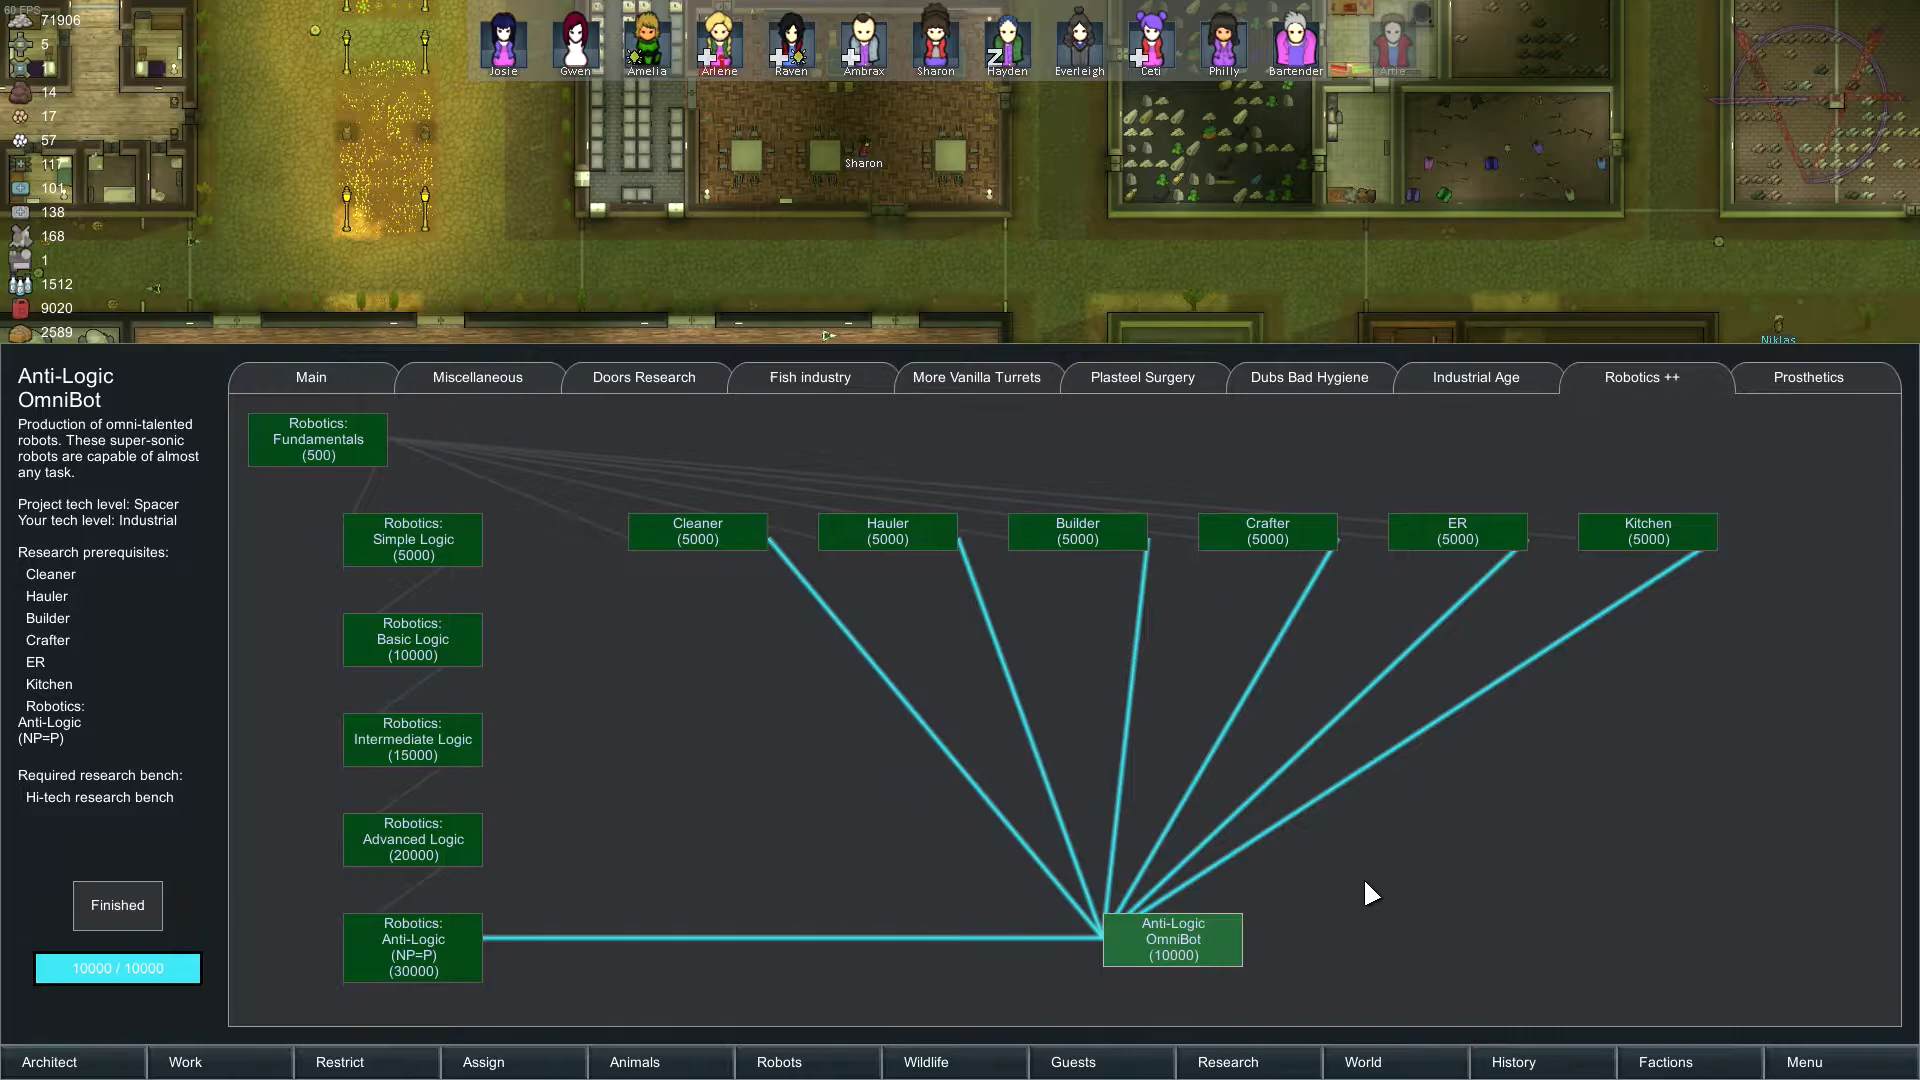 60 FPS
71906
5
1
14
17
57
117
101
138
168
1
1512
9020
2589
Josie
Gwen
Amelia
Arlene
Raven
Ambrax
Sharon
Hayden
Everleigh
Ceti
Philly
Bartender
Artie
Sharon
Niklas
Anti-Logic
OmniBot
Production of omni-talented
robots. These super-sonic
robots are capable of almost
any task.
Project tech level: Spacer
Your tech level: Industrial
Research prerequisites:
Cleaner
Hauler
Builder
Crafter
ER
Kitchen
Robotics:
Anti-Logic
(NP=P)
Required research bench:
Hi-tech research bench
Finished
10000 / 10000
Main
Miscellaneous
Doors Research
Fish industry
More Vanilla Turrets
Plasteel Surgery
Dubs Bad Hygiene
Industrial Age
Robotics ++
Prosthetics
Robotics:
Fundamentals
(500)
Robotics:
Simple Logic
(5000)
Cleaner
(5000)
Hauler
(5000)
Builder
(5000)
Crafter
(5000)
ER
(5000)
Kitchen
(5000)
Robotics:
Basic Logic
(10000)
Robotics:
Intermediate Logic
(15000)
Robotics:
Advanced Logic
(20000)
Robotics:
Anti-Logic
(NP=P)
(30000)
Anti-Logic
OmniBot
(10000)
Architect
Work
Restrict
Assign
Animals
Robots
Wildlife
Guests
Research
World
History
Factions
Menu